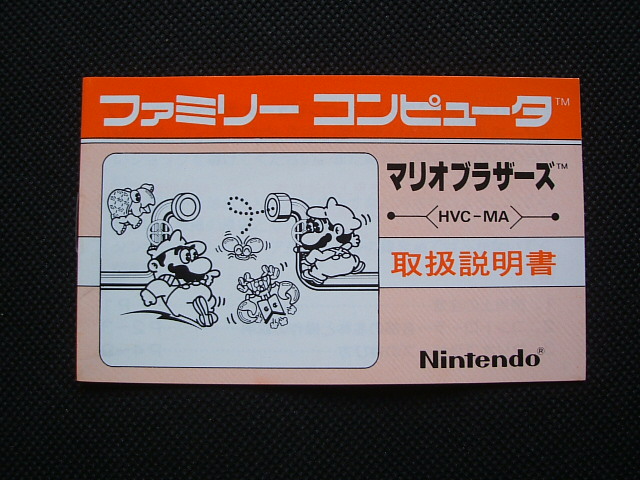 ファミリー コンピュータ™
マリオブラザーズ™
HVC-MA
取扱説明書
Nintendo®